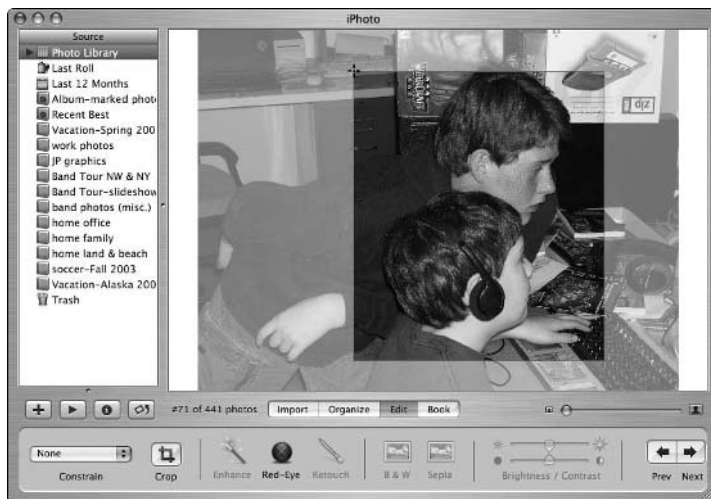 iPhoto
Source
Photo Library
Last Roll
Last 12 Months
Album-marked phot
Recent Best
Vacation-Spring 200
work photos
JP graphics
Band Tour NW & NY
Band Tour-slideshow
band photos (misc.)
home office
home family
home land & beach
soccer-Fall 2003
Vacation-Alaska 200
Trash
djz
#71 of 441 photos
Import Organize Edit Book
None
Constrain
Crop
Enhance Red-Eye Retouch
B & W Sepia
Brightness / Contrast
Prev Next